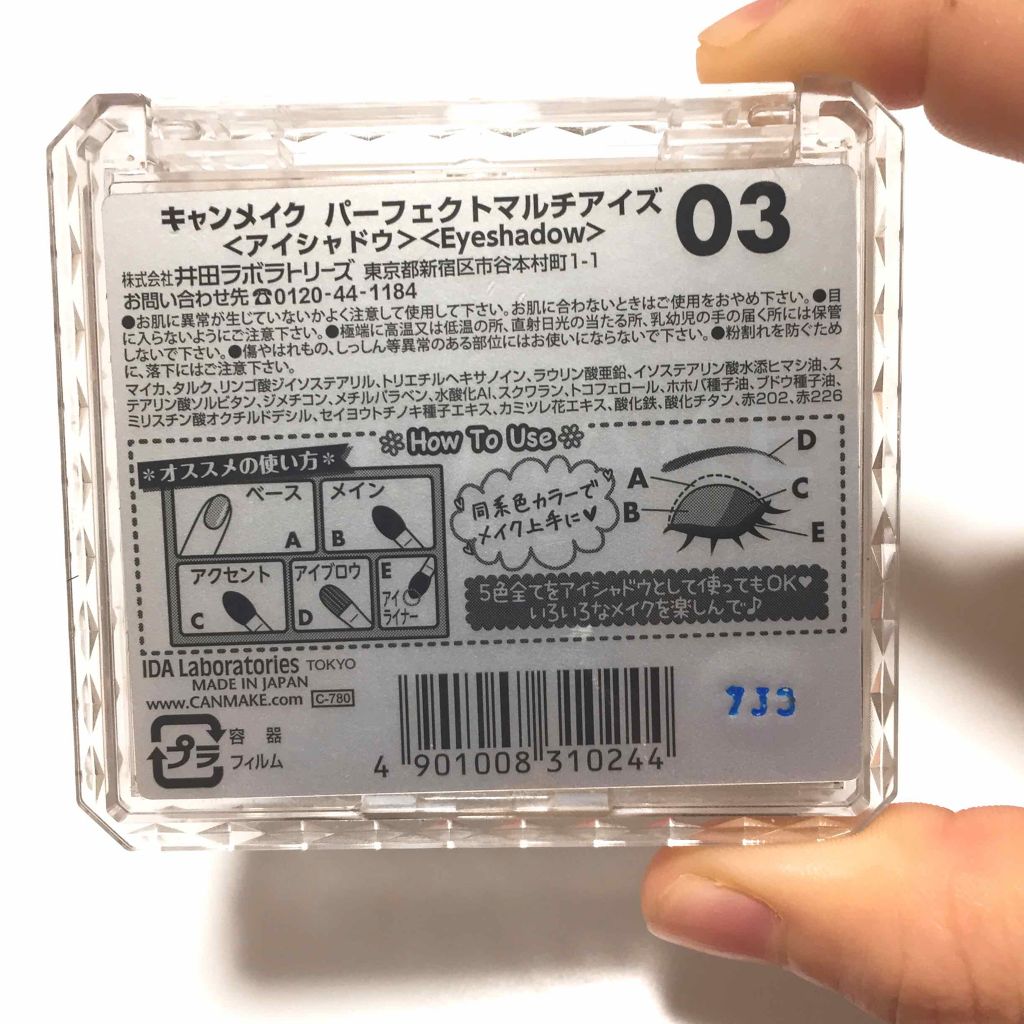 キャンメイク パーフェクトマルチアイズ
<アイシャドウ><Eyeshadow>
03
株式会社 井田ラボラトリーズ 東京都新宿区市谷本村町1-1
お問い合わせ先☎0120-44-1184
●お肌に異常が生じていないかよく注意して使用して下さい。お肌に合わないときはご使用をおやめ下さい。●目
に入らないようにご注意下さい。●極端に高温又は低温の所、直射日光の当たる所、乳幼児の手の届く所には保管
しないで下さい。●傷やはれもの、しっしん等異常のある部位にはお使いにならないで下さい。●粉割れを防ぐため
に、落下にはご注意下さい。
マイカ、タルク、リンゴ酸ジイソステアリル、トリエチルヘキサノイン、ラウリン酸亜鉛、イソステアリン酸水添ヒマシ油、ス
テアリン酸ソルビタン、ジメチコン、メチルパラベン、水酸化Al、スクワラン、トコフェロール、ホホバ種子油、ブドウ種子油、
ミリスチン酸オクチルドデシル、セイヨウトチノキ種子エキス、カミツレ花エキス、酸化鉄、酸化チタン、赤202、赤226
How To Use
*オススメの使い方*
ベース
A
メイン
B
アクセント
C
アイブロウ
D
E
アイ
ライナー
同系色カラーで
メイク上手に♥
A
B
D
C
E
5色全てをアイシャドウとして使ってもOK♥
いろいろなメイクを楽しんで♪
IDA Laboratories TOKYO
MADE IN JAPAN
www.CANMAKE.com C-780
プラ
容器
フィルム
4 901008 310244
7J3